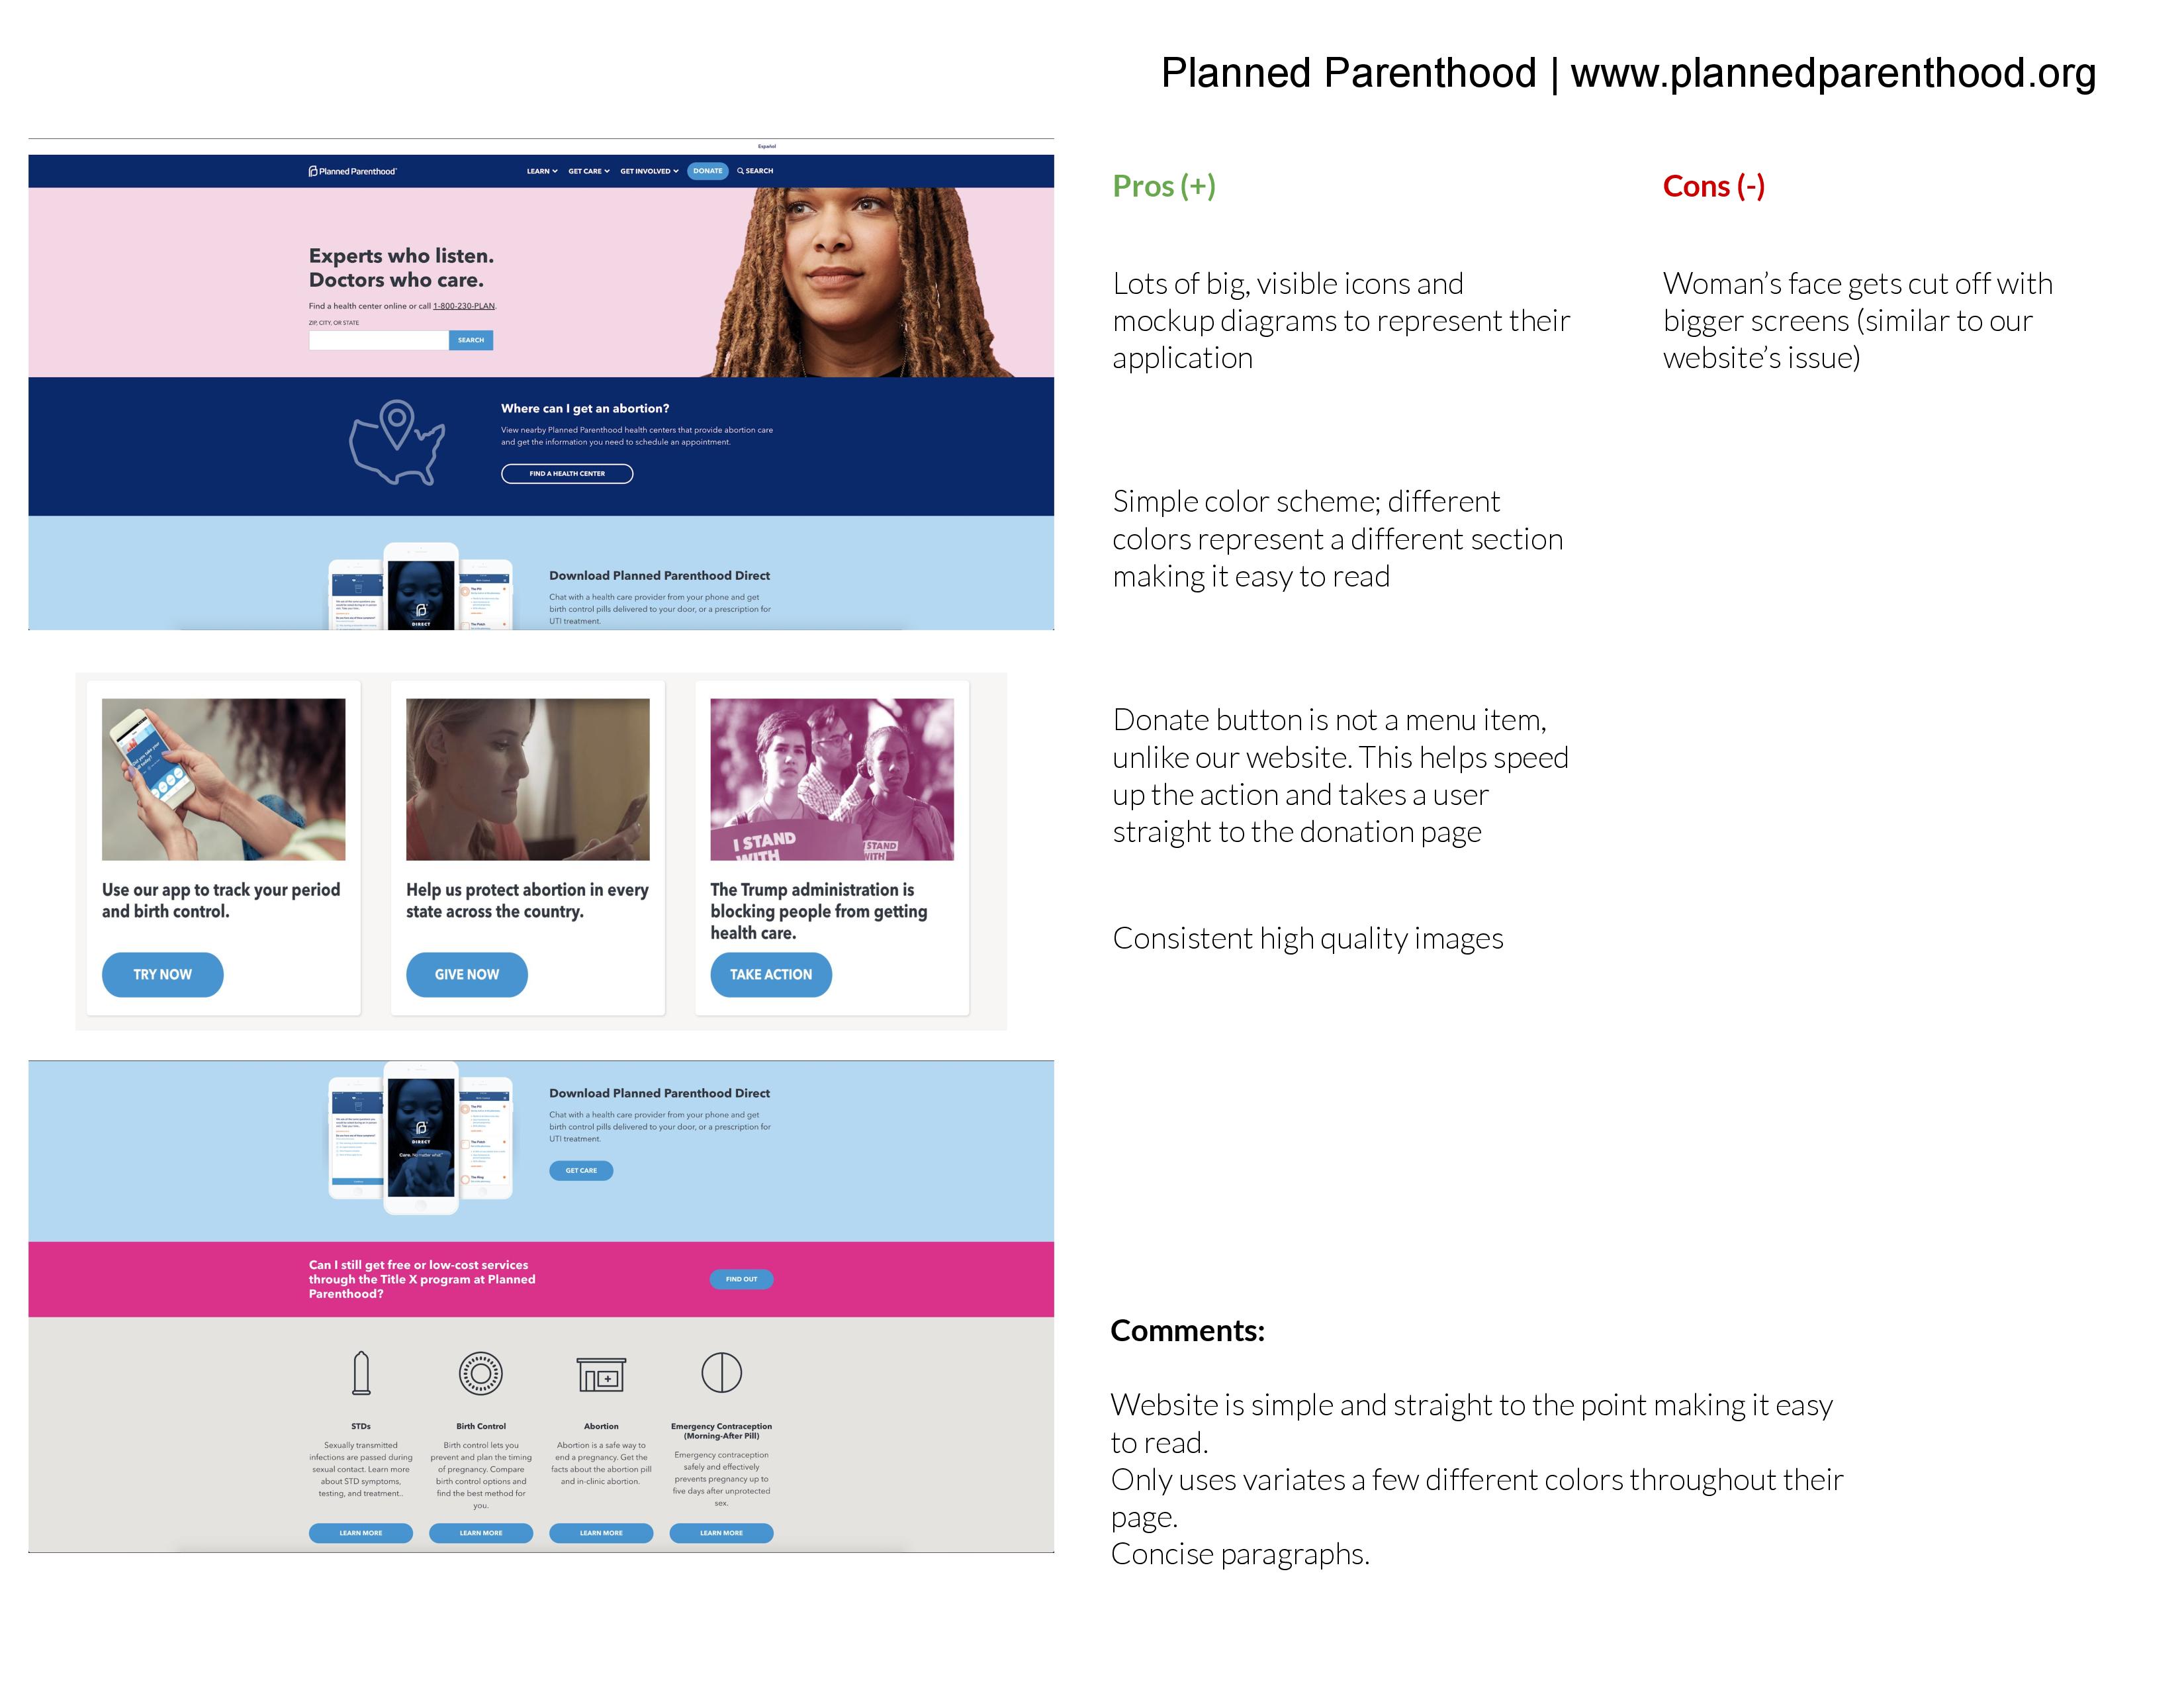 Planned Parenthood | www.plannedparenthood.org
Español
Planned Parenthood
LEARN GET CARE GET INVOLVED DONATE SEARCH
Experts who listen.
Doctors who care.
Find a health center online or call 1-800-230-PLAN.
ZIP, CITY, OR STATE
SEARCH
Where can I get an abortion?
View nearby Planned Parenthood health centers that provide abortion care
and get the information you need to schedule an appointment.
FIND A HEALTH CENTER
DIRECT
Download Planned Parenthood Direct
Chat with a health care provider from your phone and get
birth control pills delivered to your door, or a prescription for
UTI treatment.
I STAND
WITH
STAND
WITH
Use our app to track your period
and birth control.
TRY NOW
Help us protect abortion in every
state across the country.
GIVE NOW
The Trump administration is
blocking people from getting
health care.
TAKE ACTION
DIRECT
Care. No matter what.
Download Planned Parenthood Direct
Chat with a health care provider from your phone and get
birth control pills delivered to your door, or a prescription for
UTI treatment.
GET CARE
Can I still get free or low-cost services
through the Title X program at Planned
Parenthood?
FIND OUT
STDs
Sexually transmitted
infections are passed during
sexual contact. Learn more
about STD symptoms,
testing, and treatment..
LEARN MORE
Birth Control
Birth control lets you
prevent and plan the timing
of pregnancy. Compare
birth control options and
find the best method for
you.
LEARN MORE
Abortion
Abortion is a safe way to
end a pregnancy. Get the
facts about the abortion pill
and in-clinic abortion.
LEARN MORE
Emergency Contraception
(Morning-After Pill)
Emergency contraception
safely and effectively
prevents pregnancy up to
five days after unprotected
sex.
LEARN MORE
Pros (+)
Lots of big, visible icons and
mockup diagrams to represent their
application
Simple color scheme; different
colors represent a different section
making it easy to read
Donate button is not a menu item,
unlike our website. This helps speed
up the action and takes a user
straight to the donation page
Consistent high quality images
Cons (-)
Woman’s face gets cut off with
bigger screens (similar to our
website’s issue)
Comments:
Website is simple and straight to the point making it easy
to read.
Only uses variates a few different colors throughout their
page.
Concise paragraphs.